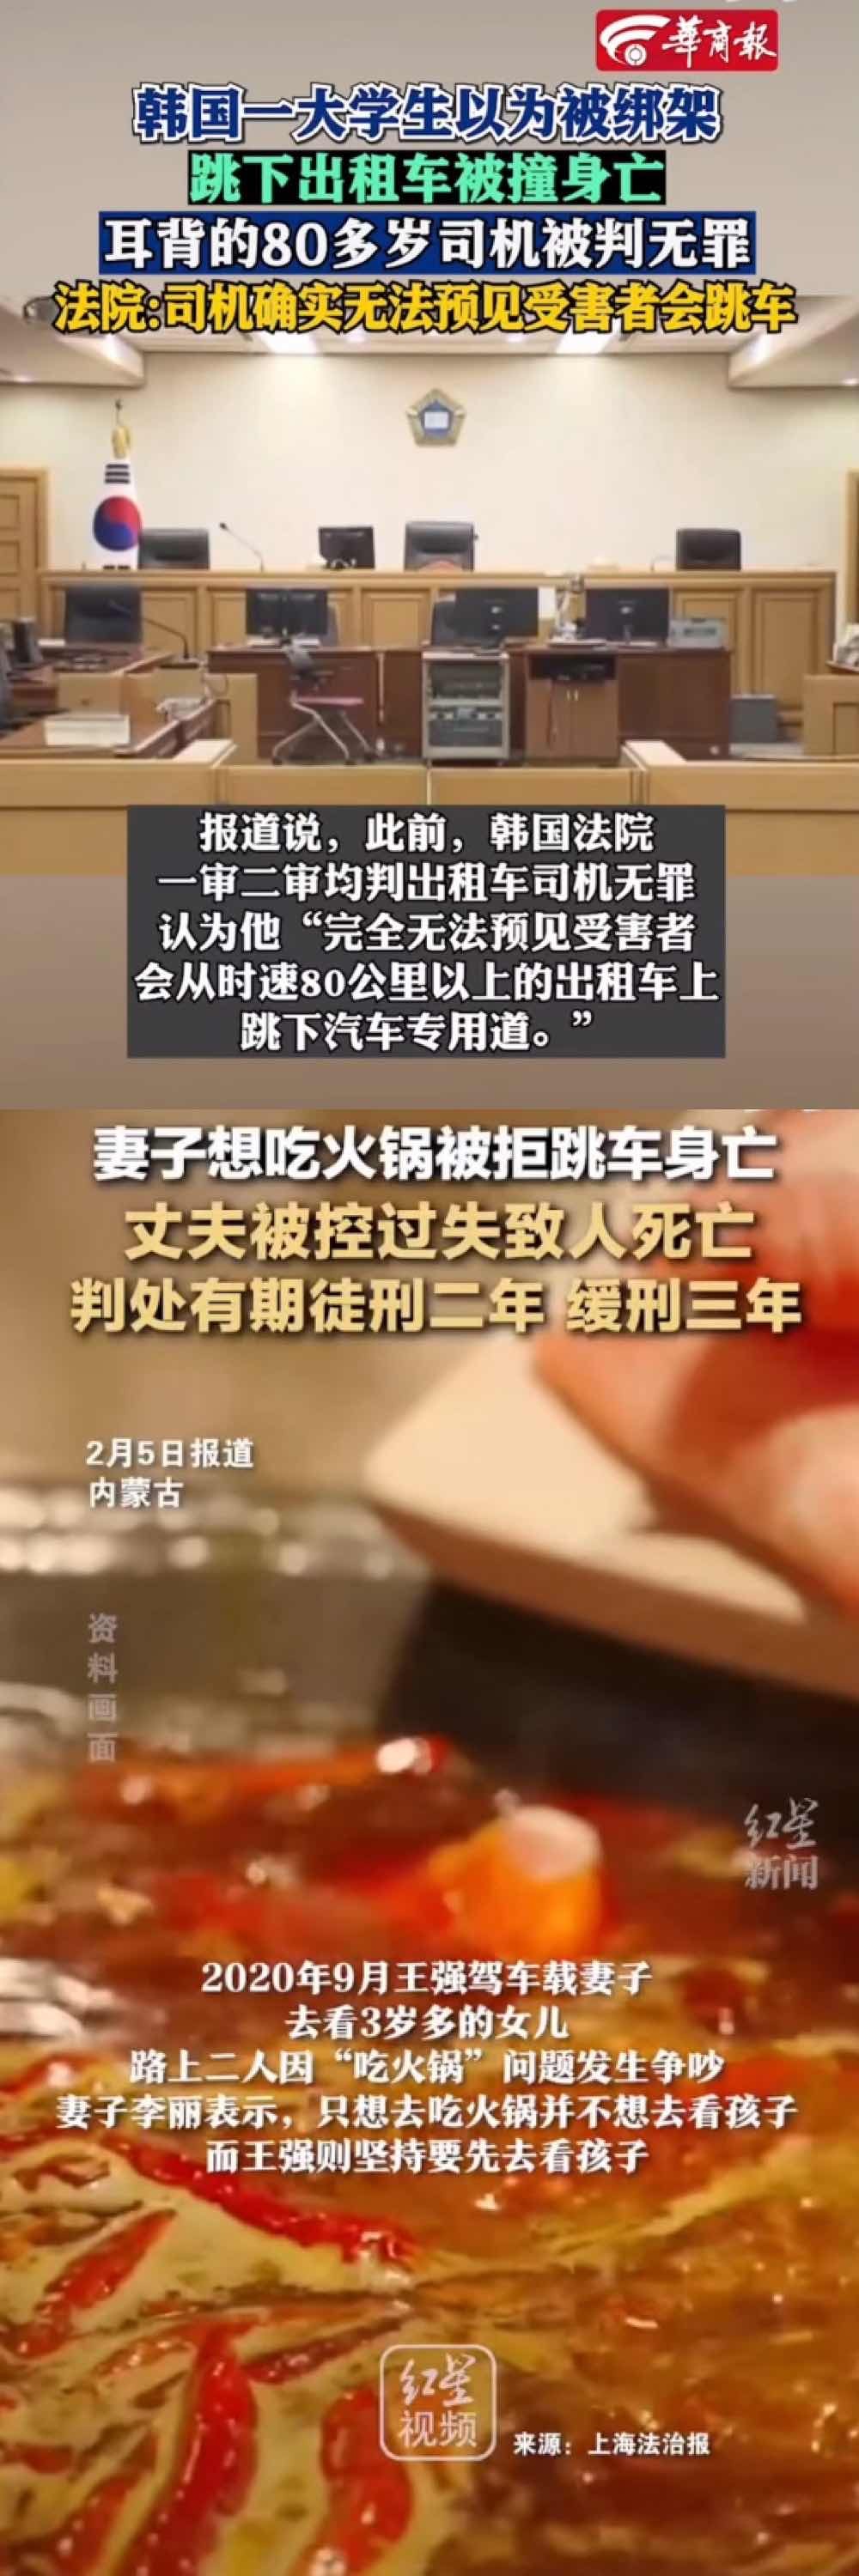 華商報
韩国一大学生以为被绑架
跳下出租车被撞身亡
耳背的80多岁司机被判无罪
法院:司机确实无法预见受害者会跳车
报道说，此前，韩国法院
一审二审均判出租车司机无罪
认为他“完全无法预见受害者
会从时速80公里以上的出租车上
跳下汽车专用道。”
妻子想吃火锅被拒跳车身亡
丈夫被控过失致人死亡
判处有期徒刑二年 缓刑三年
2月5日报道
内蒙古
资料画面
红星
新闻
2020年9月王强驾车载妻子
去看3岁多的女儿
路上二人因“吃火锅”问题发生争吵
妻子李丽表示，只想去吃火锅并不想去看孩子
而王强则坚持要先去看孩子
红星
视频
来源：上海法治报